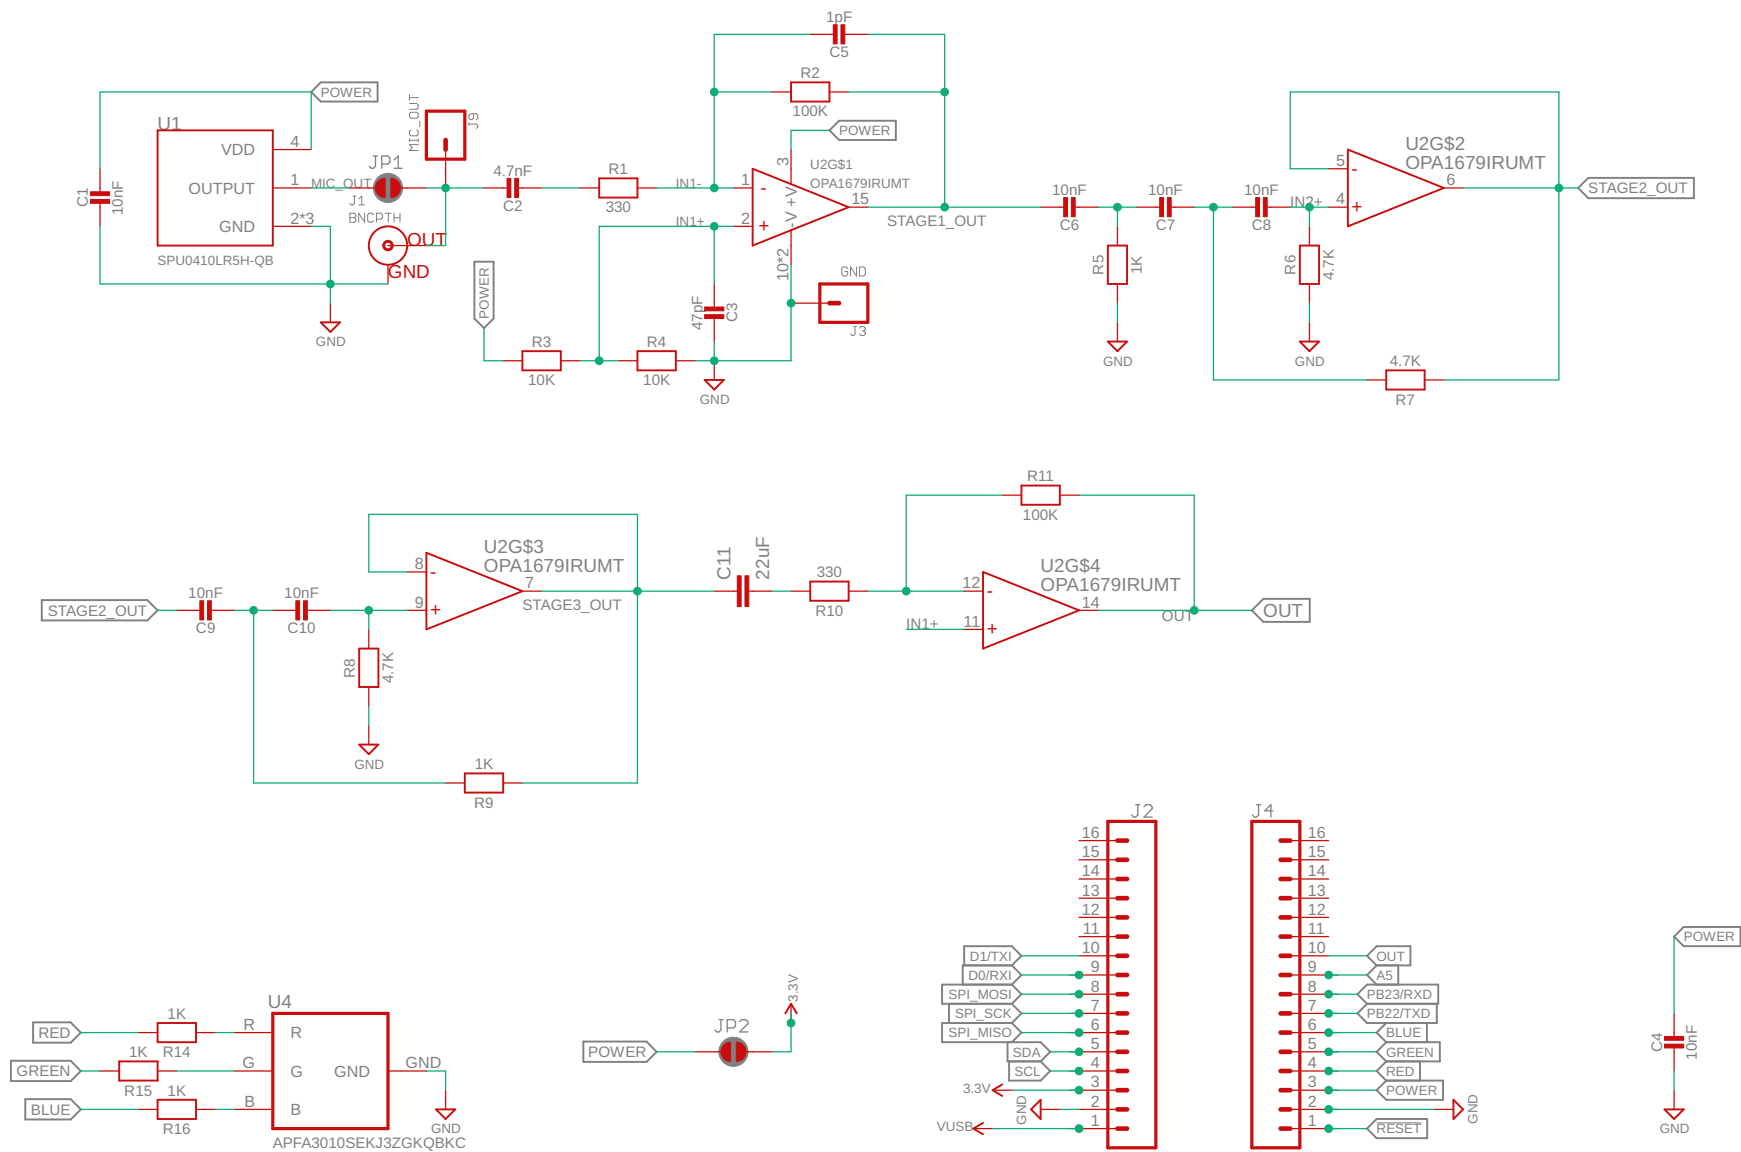 1pF
C5
R2
100K
POWER
U1
VDD
4
OUTPUT
1
MIC_OUT
GND
2*3
SPU0410LR5H-QB
C1
10nF
GND
JP1
J1
BNCPTH
OUT
GND
MIC_OUT
J9
4.7nF
C2
R1
330
IN1-
IN1+
POWER
3
U2G$1
OPA1679IRUMT
1
-
2
+
-V +V
15
10*2
STAGE1_OUT
GND
J3
POWER
R3
10K
R4
10K
47pF
C3
GND
10nF
C6
10nF
C7
10nF
C8
IN2+
R5
1K
GND
R6
4.7K
GND
U2G$2
OPA1679IRUMT
5
-
4
+
6
STAGE2_OUT
4.7K
R7
STAGE2_OUT
10nF
C9
10nF
C10
U2G$3
OPA1679IRUMT
8
-
9
+
7
STAGE3_OUT
R8
4.7K
GND
1K
R9
C11
22uF
330
R10
R11
100K
U2G$4
OPA1679IRUMT
12
-
IN1+
11
+
14
OUT
OUT
RED
1K
R14
R
R
GREEN
1K
R15
G
G
BLUE
1K
R16
B
B
U4
GND
GND
GND
APFA3010SEKJ3ZGKQBKC
POWER
JP2
3.3V
J2
16
15
14
13
12
11
D1/TXI 10
D0/RXI 9
SPI_MOSI 8
SPI_SCK 7
SPI_MISO 6
SDA 5
SCL 4
3.3V 3
GND 2
VUSB 1
J4
16
15
14
13
12
11
10 OUT
9 A5
8 PB23/RXD
7 PB22/TXD
6 BLUE
5 GREEN
4 RED
3 POWER
2 GND
1 RESET
POWER
C4
10nF
GND